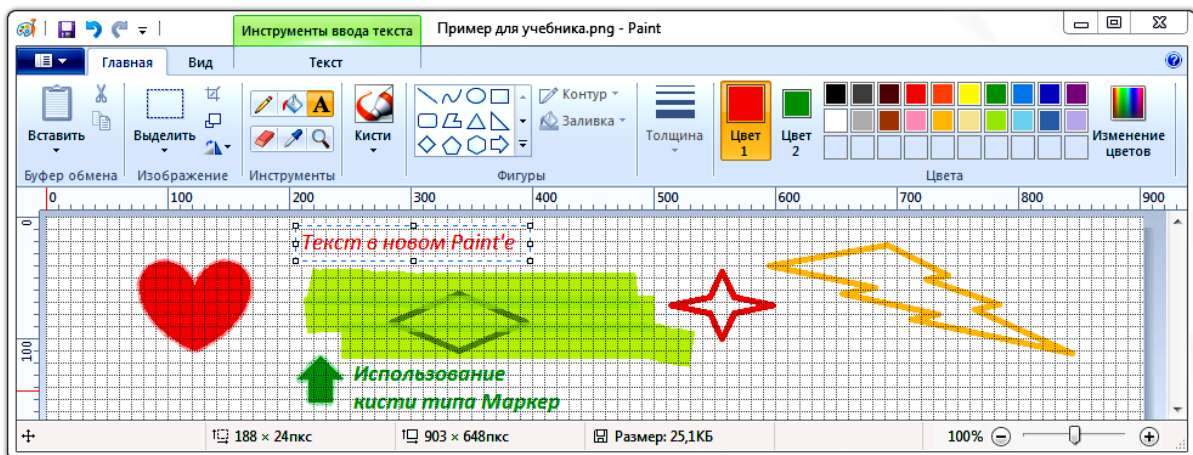 Инструменты ввода текста
Пример для учебника.png - Paint
Главная Вид Текст
Вставить
Выделить
A
Кисти
Контур
Заливка
Толщина
Цвет 1
Цвет 2
Изменение цветов
Буфер обмена Изображение Инструменты Фигуры Цвета
0 100 200 300 400 500 600 700 800 900
0
100
Текст в новом Paint'е
Использование
кисти типа Маркер
188 × 24пкс 903 × 648пкс Размер: 25,1КБ 100%